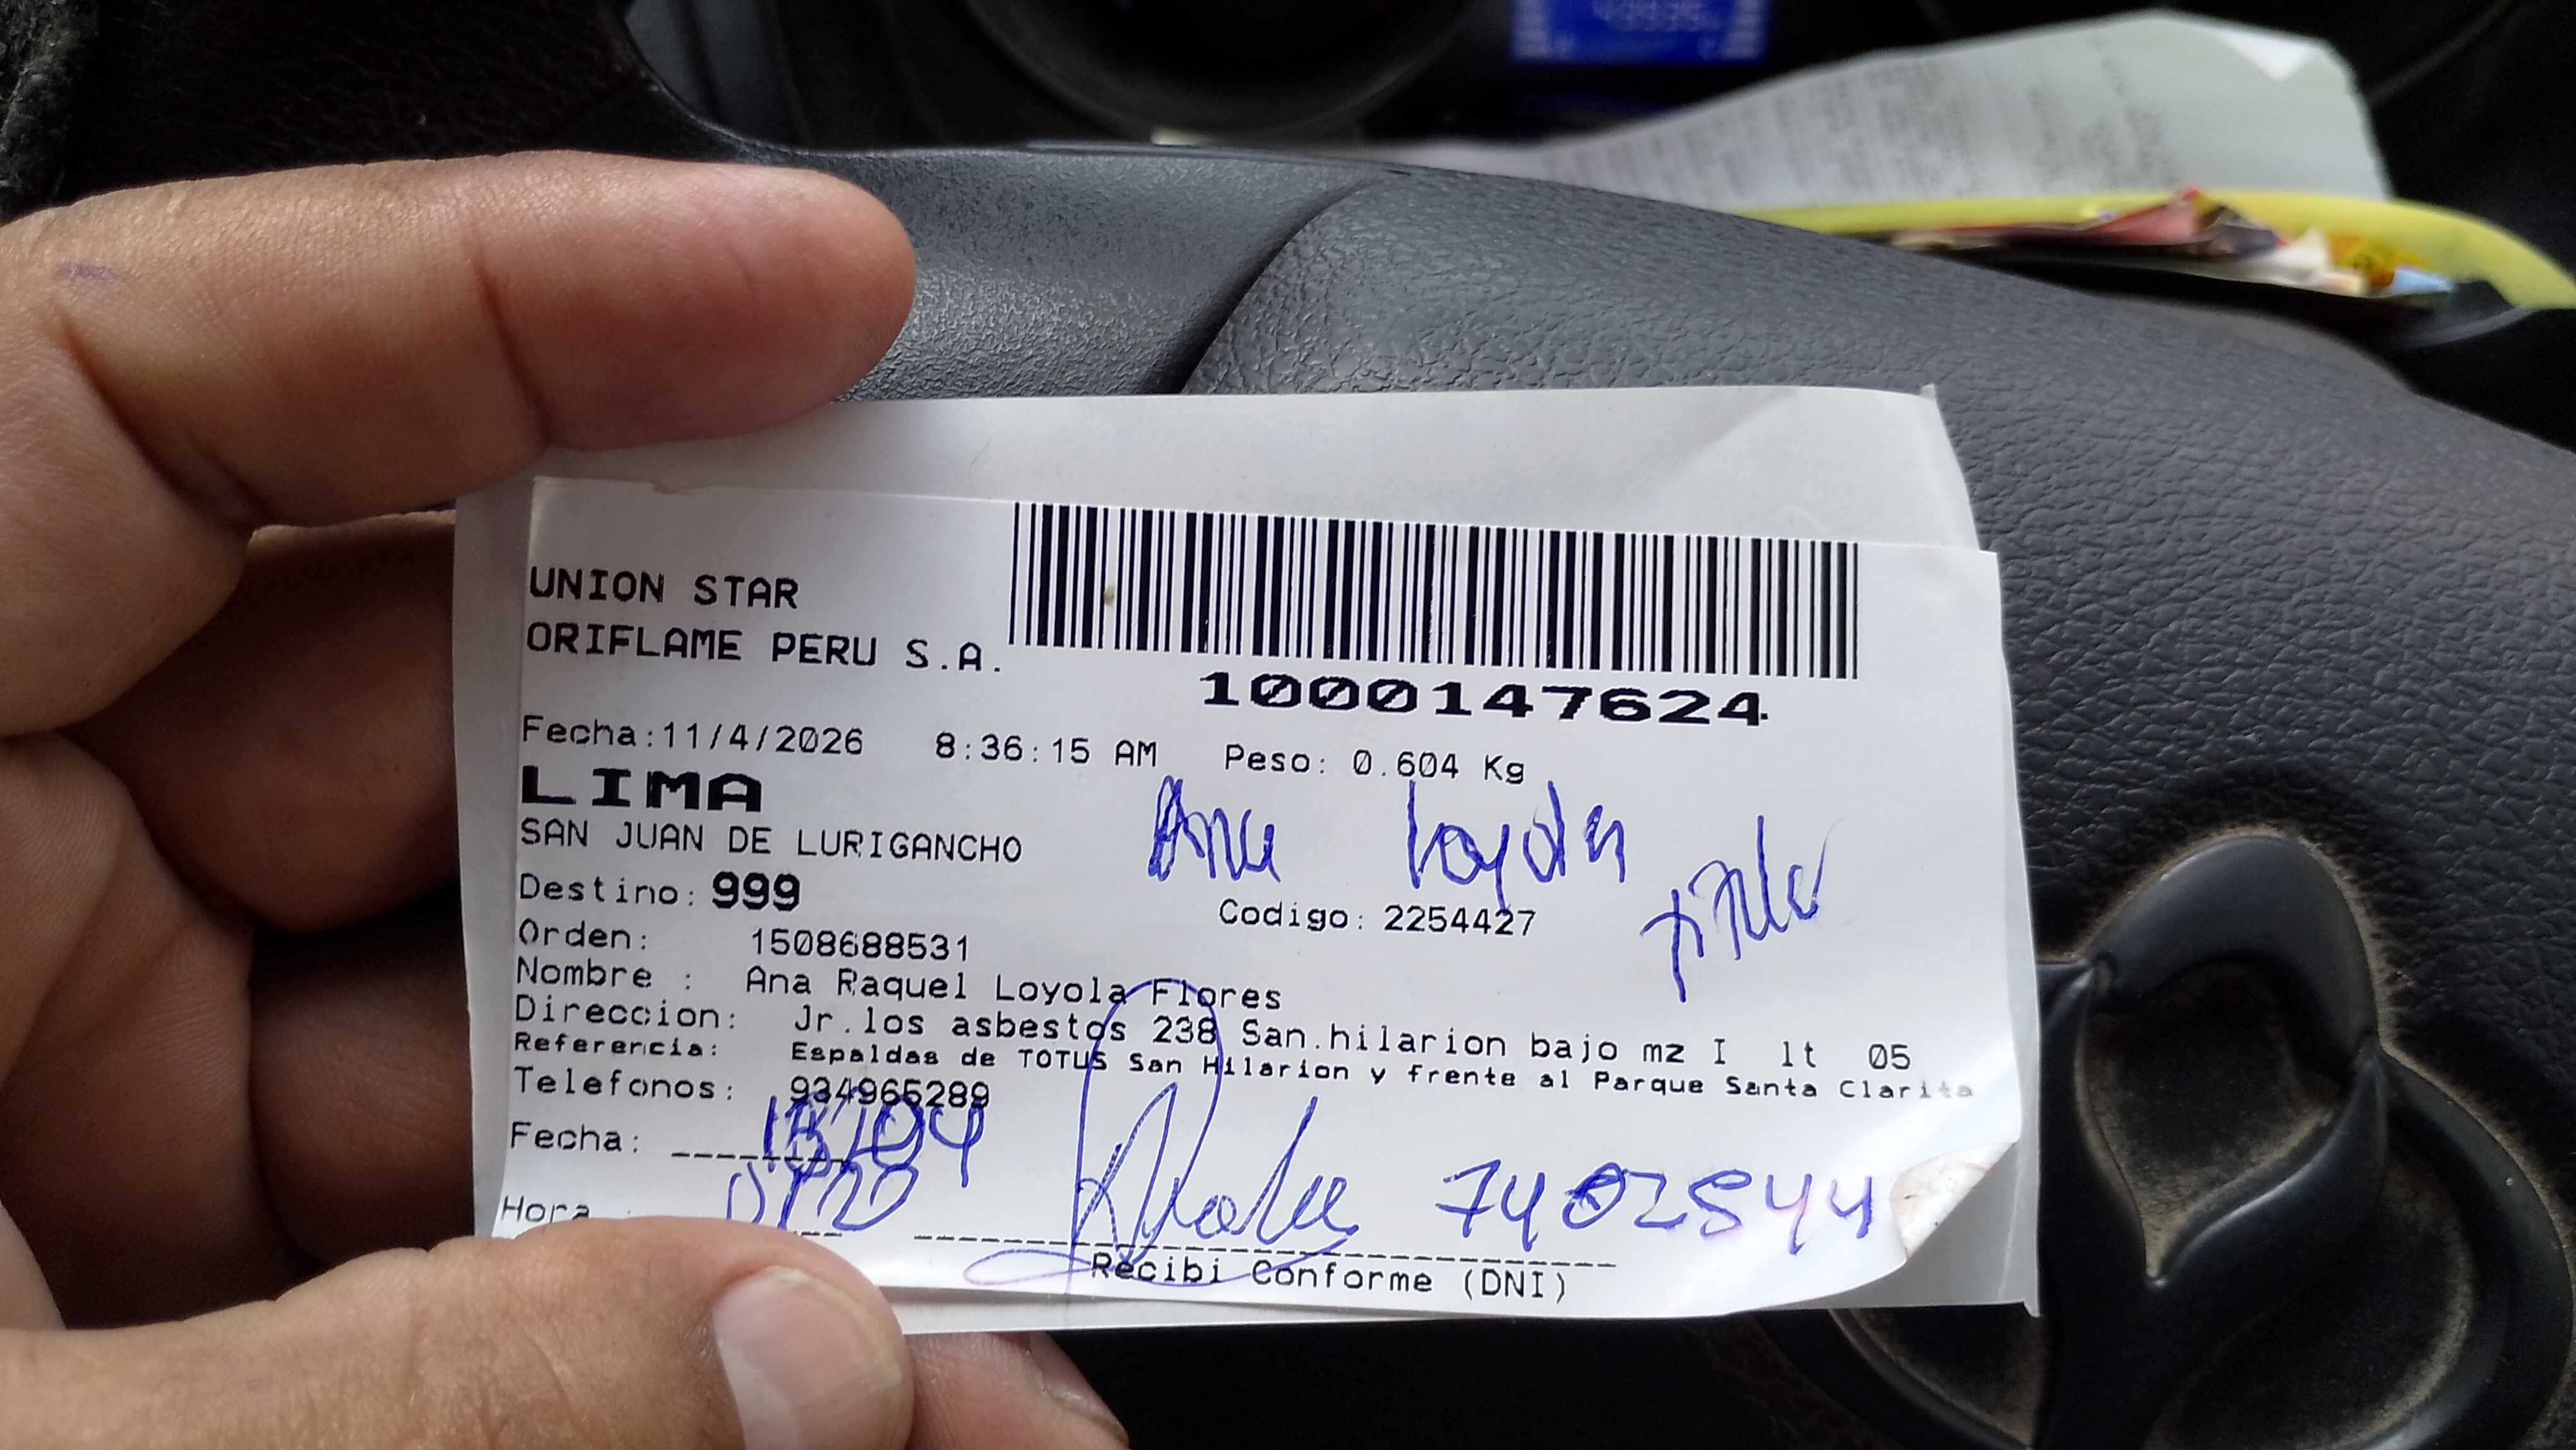 UNION STAR
ORIFLAME PERU S.A.
1000147624
Fecha:11/4/2026 8:36:15 AM Peso: 0.604 Kg
LIMA
Ana Loyola
SAN JUAN DE LURIGANCHO
Destino: 999
Codigo: 2254427
Orden: 1508688531
Nombre : Ana Raquel Loyola Flores
Direccion: Jr.los asbestos 238 San.hilarion bajo mz I lt 05
Referencia: Espaldas de TOTUS San Hilarion y frente al Parque Santa Clarita
Telefonos: 934965289
Fecha:
Hora :
74025844
Recibi Conforme (DNI)